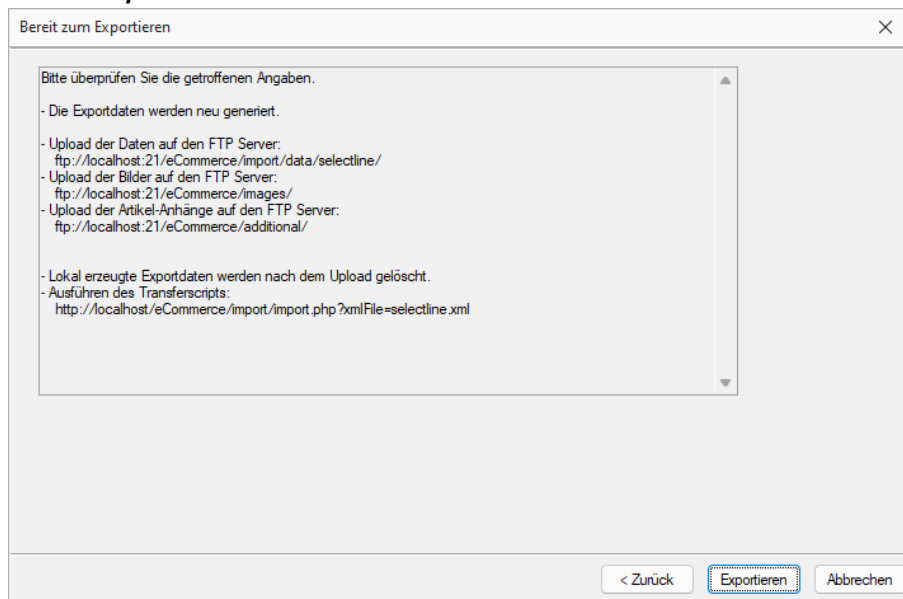 Bereit zum Exportieren
Bitte überprüfen Sie die getroffenen Angaben.
- Die Exportdaten werden neu generiert.
- Upload der Daten auf den FTP Server:
ftp://localhost:21/eCommerce/import/data/selectline/
- Upload der Bilder auf den FTP Server:
ftp://localhost:21/eCommerce/images/
- Upload der Artikel-Anhänge auf den FTP Server:
ftp://localhost:21/eCommerce/additional/
- Lokal erzeugte Exportdaten werden nach dem Upload gelöscht.
- Ausführen des Transferscripts:
http://localhost/eCommerce/import/import.php?xmlFile=selectline.xml
< Zurück Exportieren Abbrechen